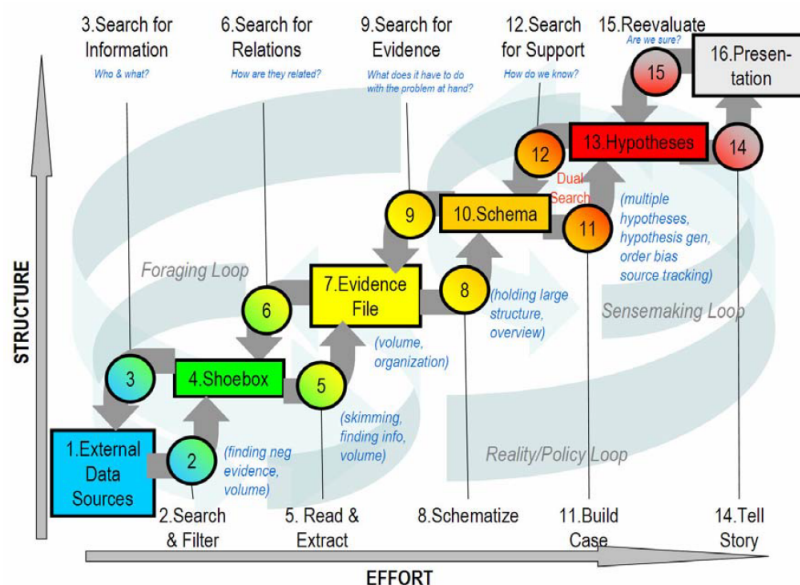 3.Search for
Information
Who & what?
6.Search for
Relations
How are they related?
9.Search for
Evidence
What does it have to do
with the problem at hand?
12.Search
for Support
How do we know?
15.Reevaluate
Are we sure?
16.Presen-
tation
15
14
13.Hypotheses
12
Dual
Search
11
(multiple
hypotheses,
hypothesis gen,
order bias
source tracking)
10.Schema
9
8
(holding large
structure,
overview)
Foraging Loop
Sensemaking Loop
7.Evidence
File
6
(volume,
organization)
4.Shoebox
3
5
(skimming,
finding info,
volume)
1.External
Data
Sources
2
(finding neg
evidence,
volume)
Reality/Policy Loop
2.Search
& Filter
5. Read &
Extract
8.Schematize
11.Build
Case
14.Tell
Story
STRUCTURE
EFFORT